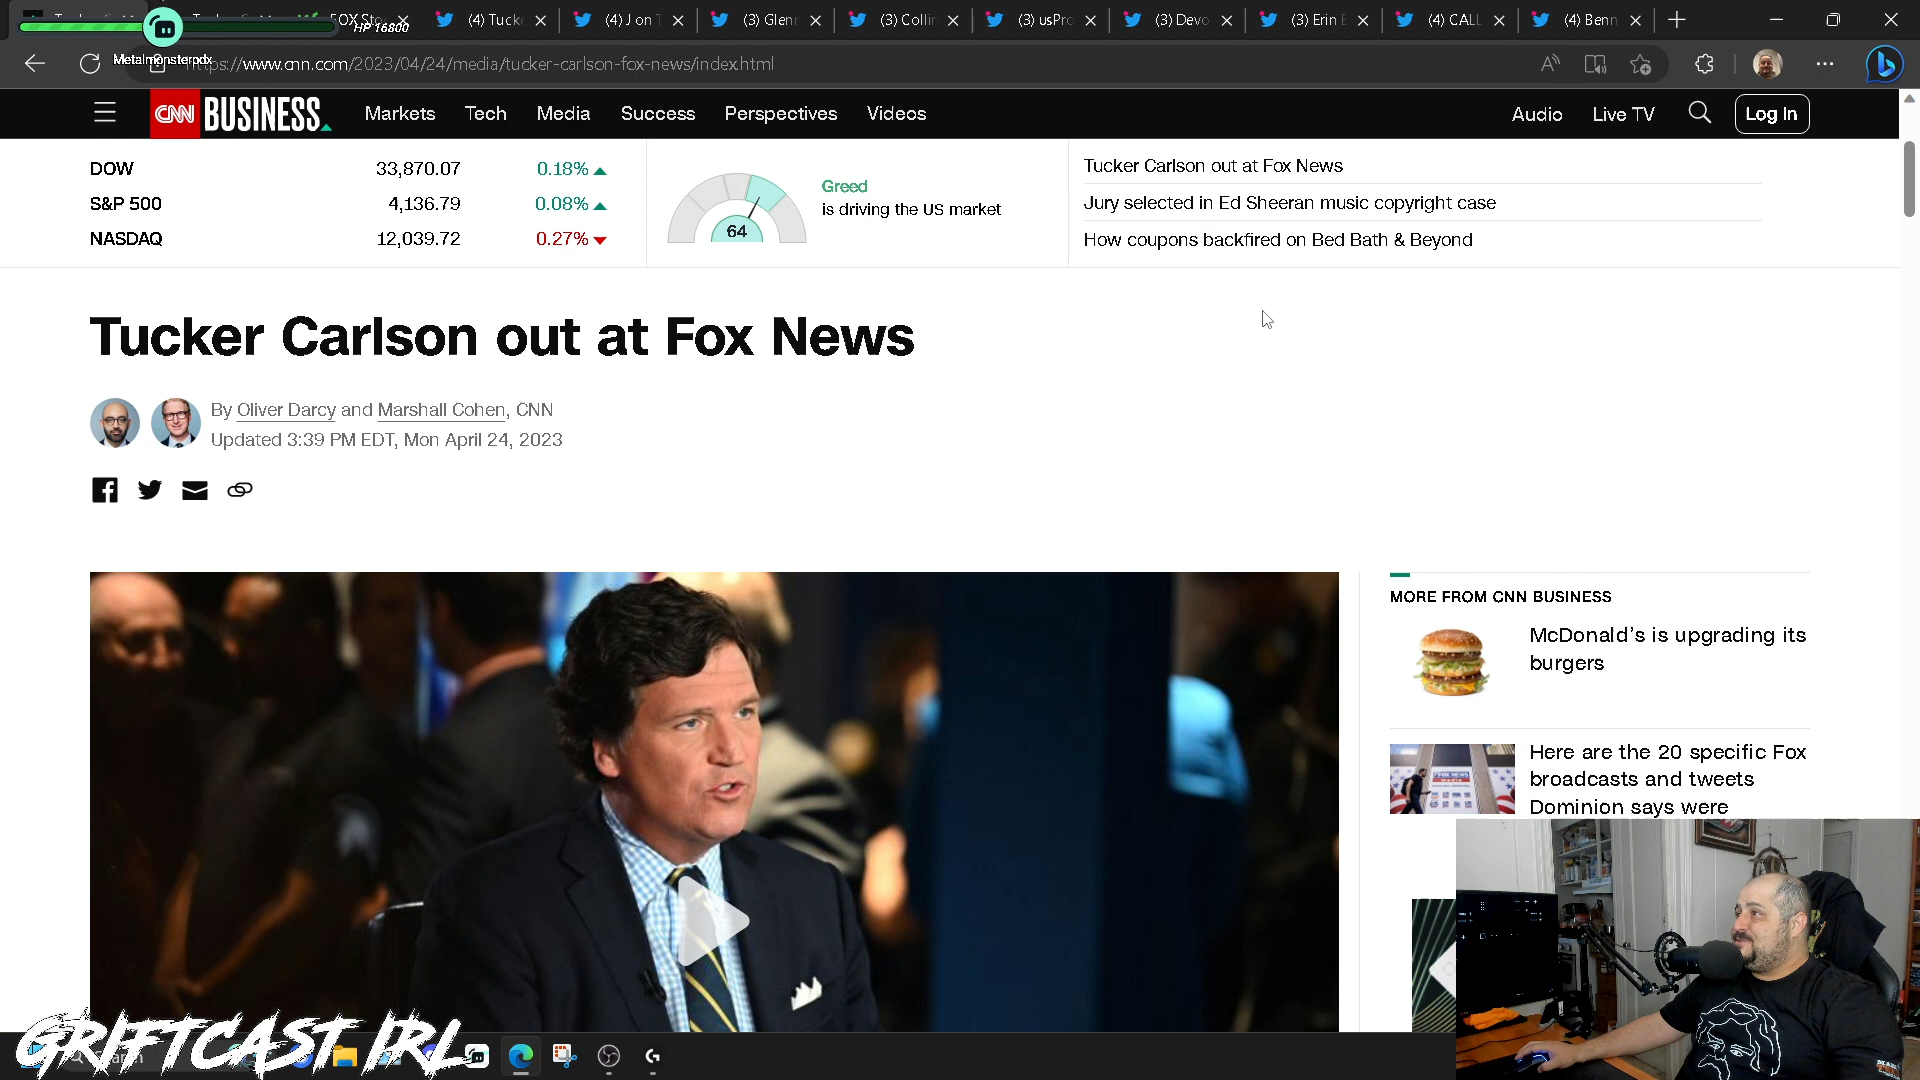 (4) Tucke
(4) J on T
(3) Glenn
(3) Collin
(3) usPro
(3) Devo
(3) Erin E
(4) CALL
(4) Benn
HP 16800
Metalmonsterpdx
https://www.cnn.com/2023/04/24/media/tucker-carlson-fox-news/index.html
CNN BUSINESS
Markets
Tech
Media
Success
Perspectives
Videos
Audio
Live TV
Log In
DOW 33,870.07 0.18%
S&P 500 4,136.79 0.08%
NASDAQ 12,039.72 0.27%
64
Greed
is driving the US market
Tucker Carlson out at Fox News
Jury selected in Ed Sheeran music copyright case
How coupons backfired on Bed Bath & Beyond
Tucker Carlson out at Fox News
By Oliver Darcy and Marshall Cohen, CNN
Updated 3:39 PM EDT, Mon April 24, 2023
MORE FROM CNN BUSINESS
McDonald's is upgrading its
burgers
Here are the 20 specific Fox
broadcasts and tweets
Dominion says were
GRIFTCAST IRL